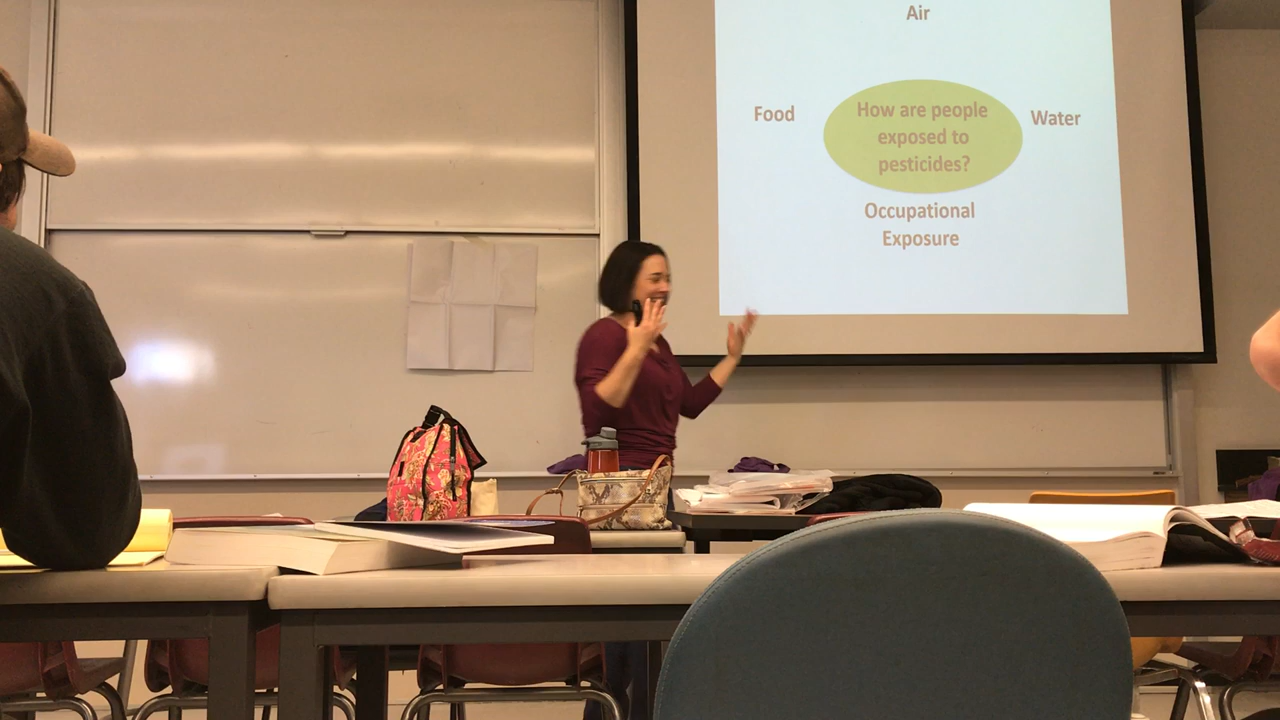 Air
Food
How are people
exposed to
pesticides?
Water
Occupational
Exposure